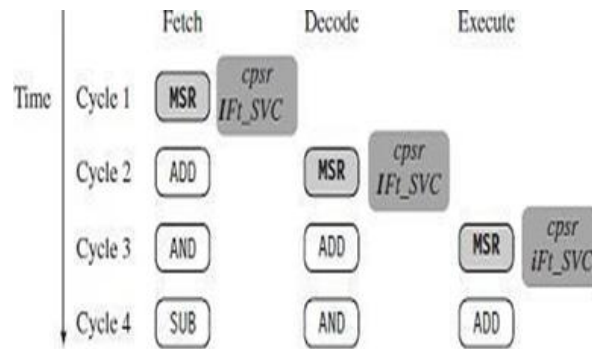 Fetch Decode Execute
Time Cycle 1 MSR cpsr IFt_SVC
Cycle 2 ADD MSR cpsr IFt_SVC
Cycle 3 AND ADD MSR cpsr iFt_SVC
Cycle 4 SUB AND ADD